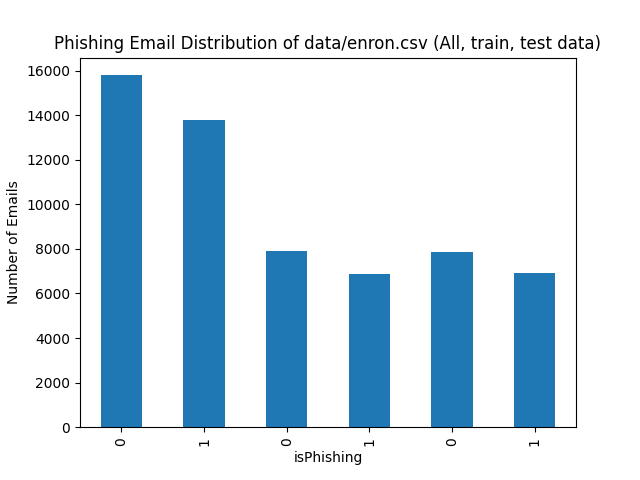 Phishing Email Distribution of data/enron.csv (All, train, test data)
Number of Emails
16000
14000
12000
10000
8000
6000
4000
2000
0
0 1 0 1 0 1
isPhishing